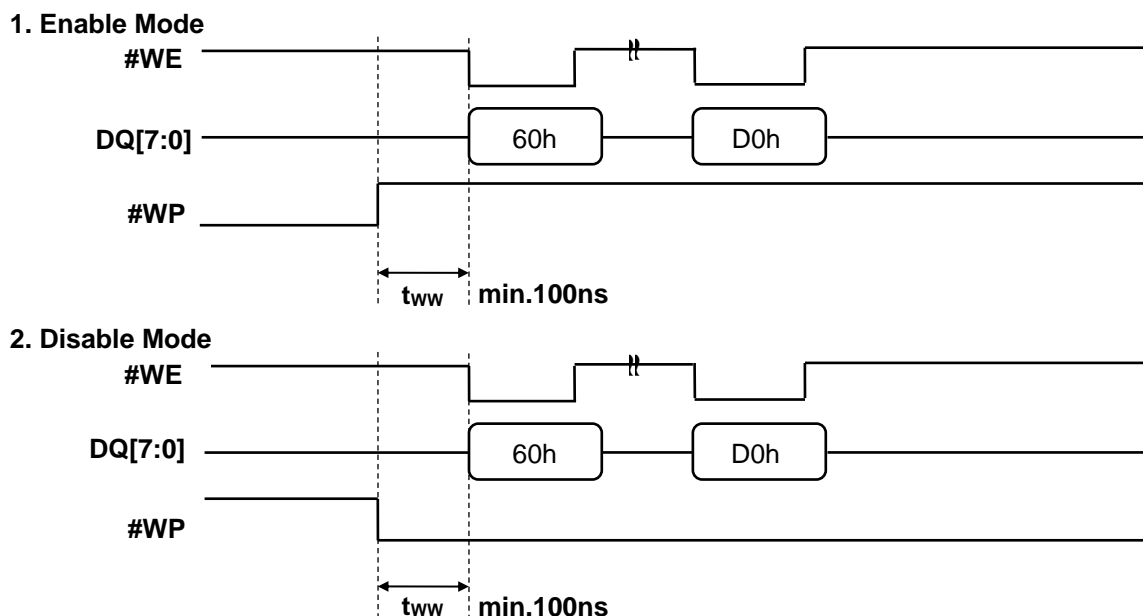 1. Enable Mode
#WE
DQ[7:0]
60h
D0h
#WP
tww min.100ns
2. Disable Mode
#WE
DQ[7:0]
60h
D0h
#WP
tww min.100ns